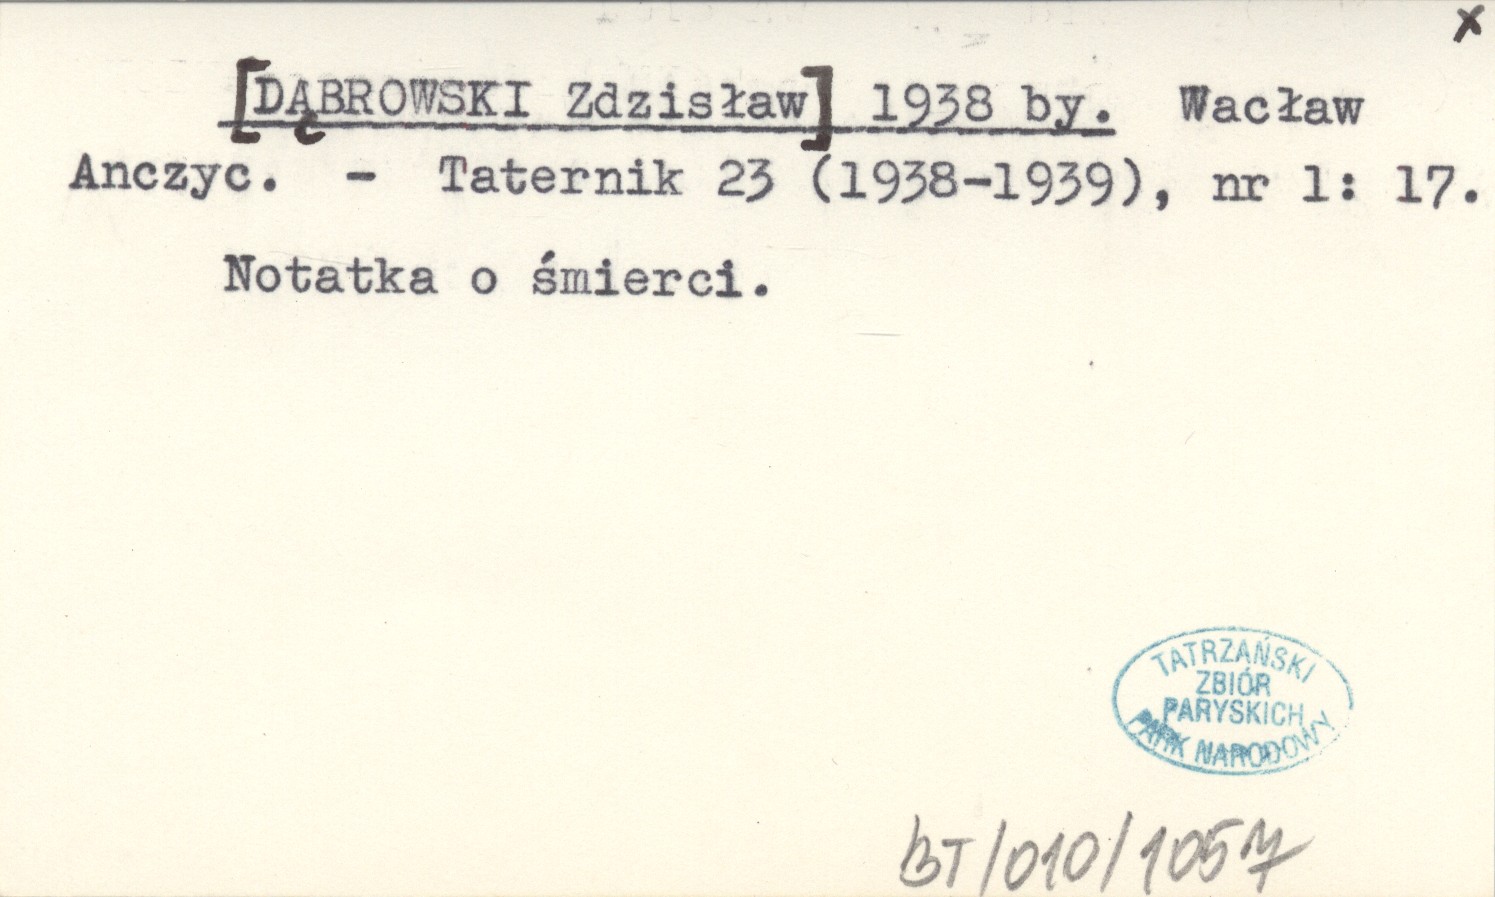 x
[DĄBROWSKI Zdzisław] 1938 by. Wacław
Anczyc. - Taternik 23 (1938-1939), nr 1: 17.
Notatka o śmierci.
TATRZAŃSKI
ZBIÓR
PARYSKICH
PARK NARODOWY
BT/010/1057